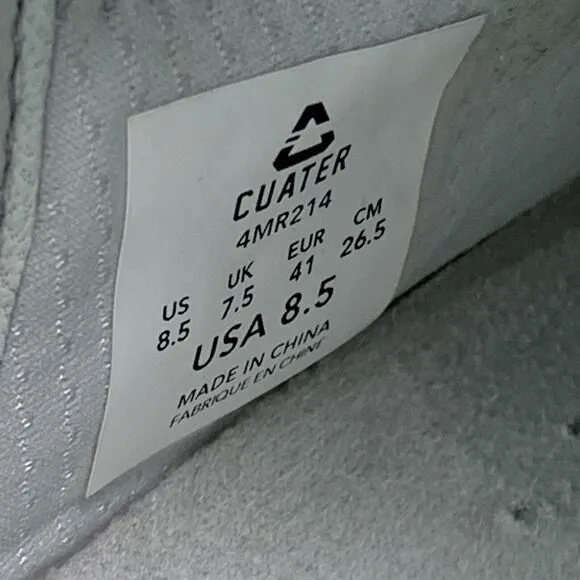 CUATER
4MR214
US UK EUR CM
8.5 7.5 41 26.5
USA 8.5
MADE IN CHINA
FABRIQUE EN CHINE